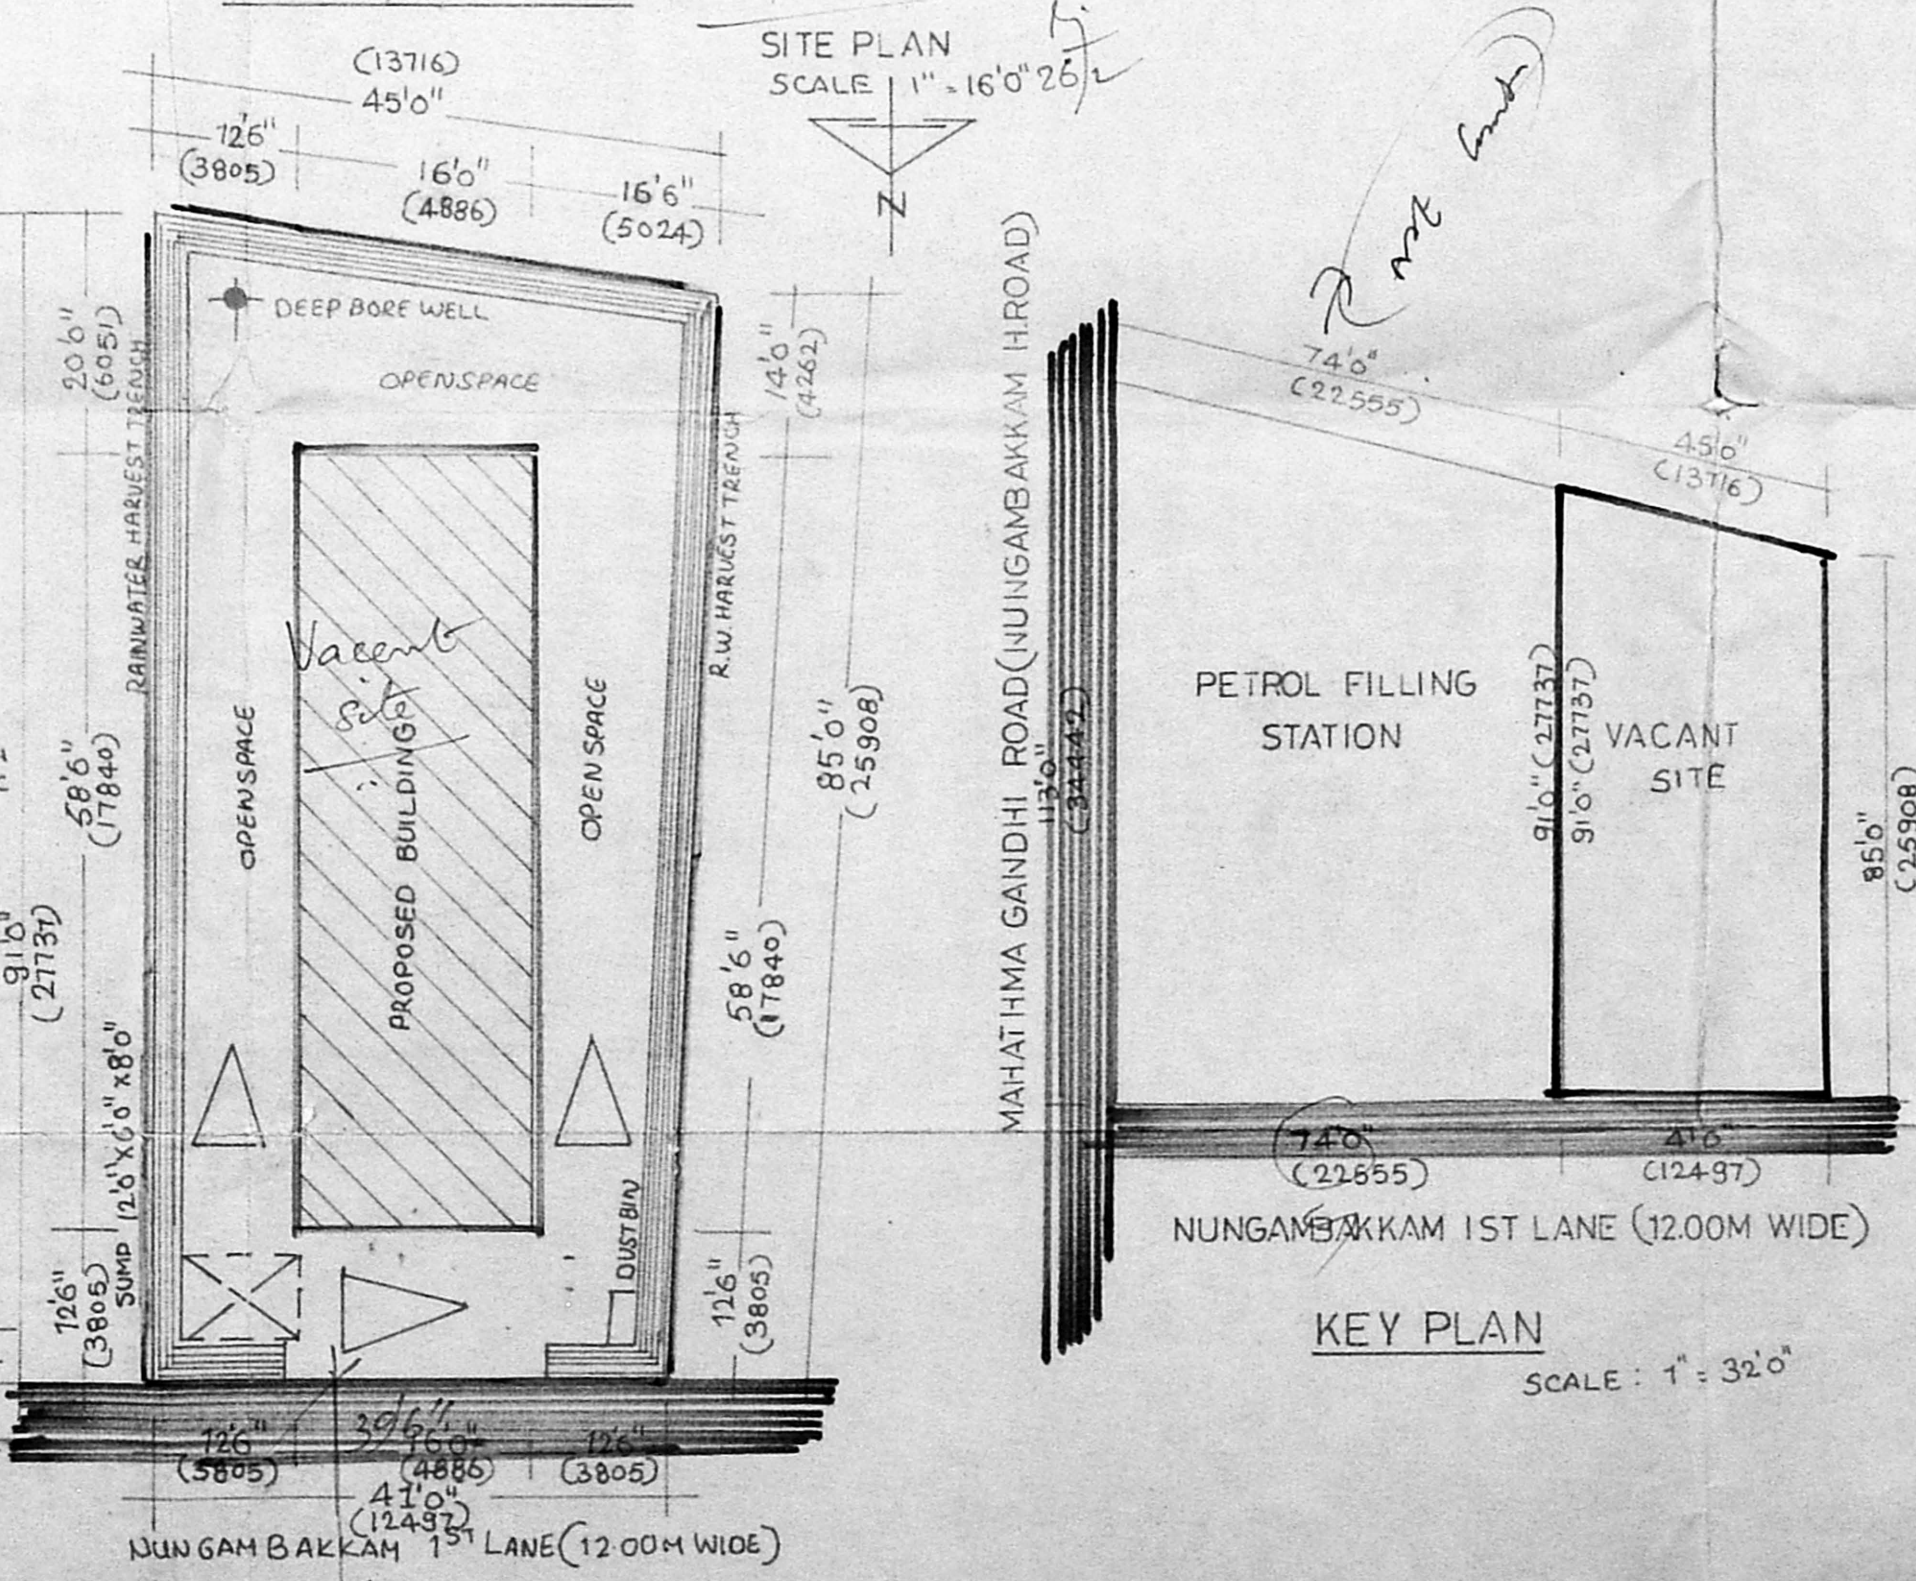 SITE PLAN
SCALE 1" = 16'0"
N
(13716)
45'0"
12'6"
(3805)
16'0"
(4886)
16'6"
(5024)
DEEP BORE WELL
OPENSPACE
20'6"
(6051)
RAINWATER HARVEST TRENCH
14'0"
(4262)
R.W. HARVEST TRENCH
Vacant
site
PROPOSED BUILDING
OPENSPACE
OPENSPACE
58'6"
(17840)
91'0"
(27737)
85'0"
(25908)
58'6"
(17840)
SUMP 12'0"X6'0"X8'0"
12'6"
(3805)
DUSTBIN
12'6"
(3805)
12'6"
(3805)
39'6"
16'0"
(4886)
12'6"
(3805)
41'0"
(12497)
NUNGAMBAKKAM 1ST LANE (12.00M WIDE)
MAHATHMA GANDHI ROAD (NUNGAMBAKKAM H.ROAD)
113'0"
(34442)
74'0"
(22555)
45'0"
(13716)
PETROL FILLING
STATION
91'0" (27737)
91'0" (27737)
VACANT
SITE
85'0"
(25908)
74'0"
(22555)
41'0"
(12497)
NUNGAMBAKKAM 1ST LANE (12.00M WIDE)
KEY PLAN
SCALE : 1" = 32'0"